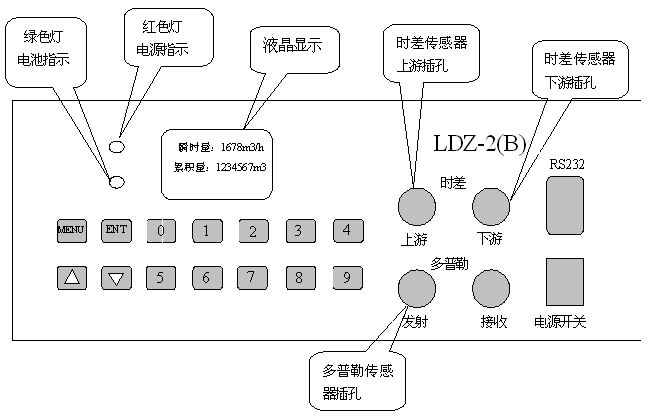 绿色灯
电池指示
红色灯
电源指示
液晶显示
时差传感器
上游插孔
时差传感器
下游插孔
瞬时量：1678m3/h
累积量：1234567m3
LDZ-2(B)
RS232
时差
上游
下游
MENU ENT 0 1 2 3 4
5 6 7 8 9
多普勒
发射
接收
电源开关
多普勒传感
器插孔